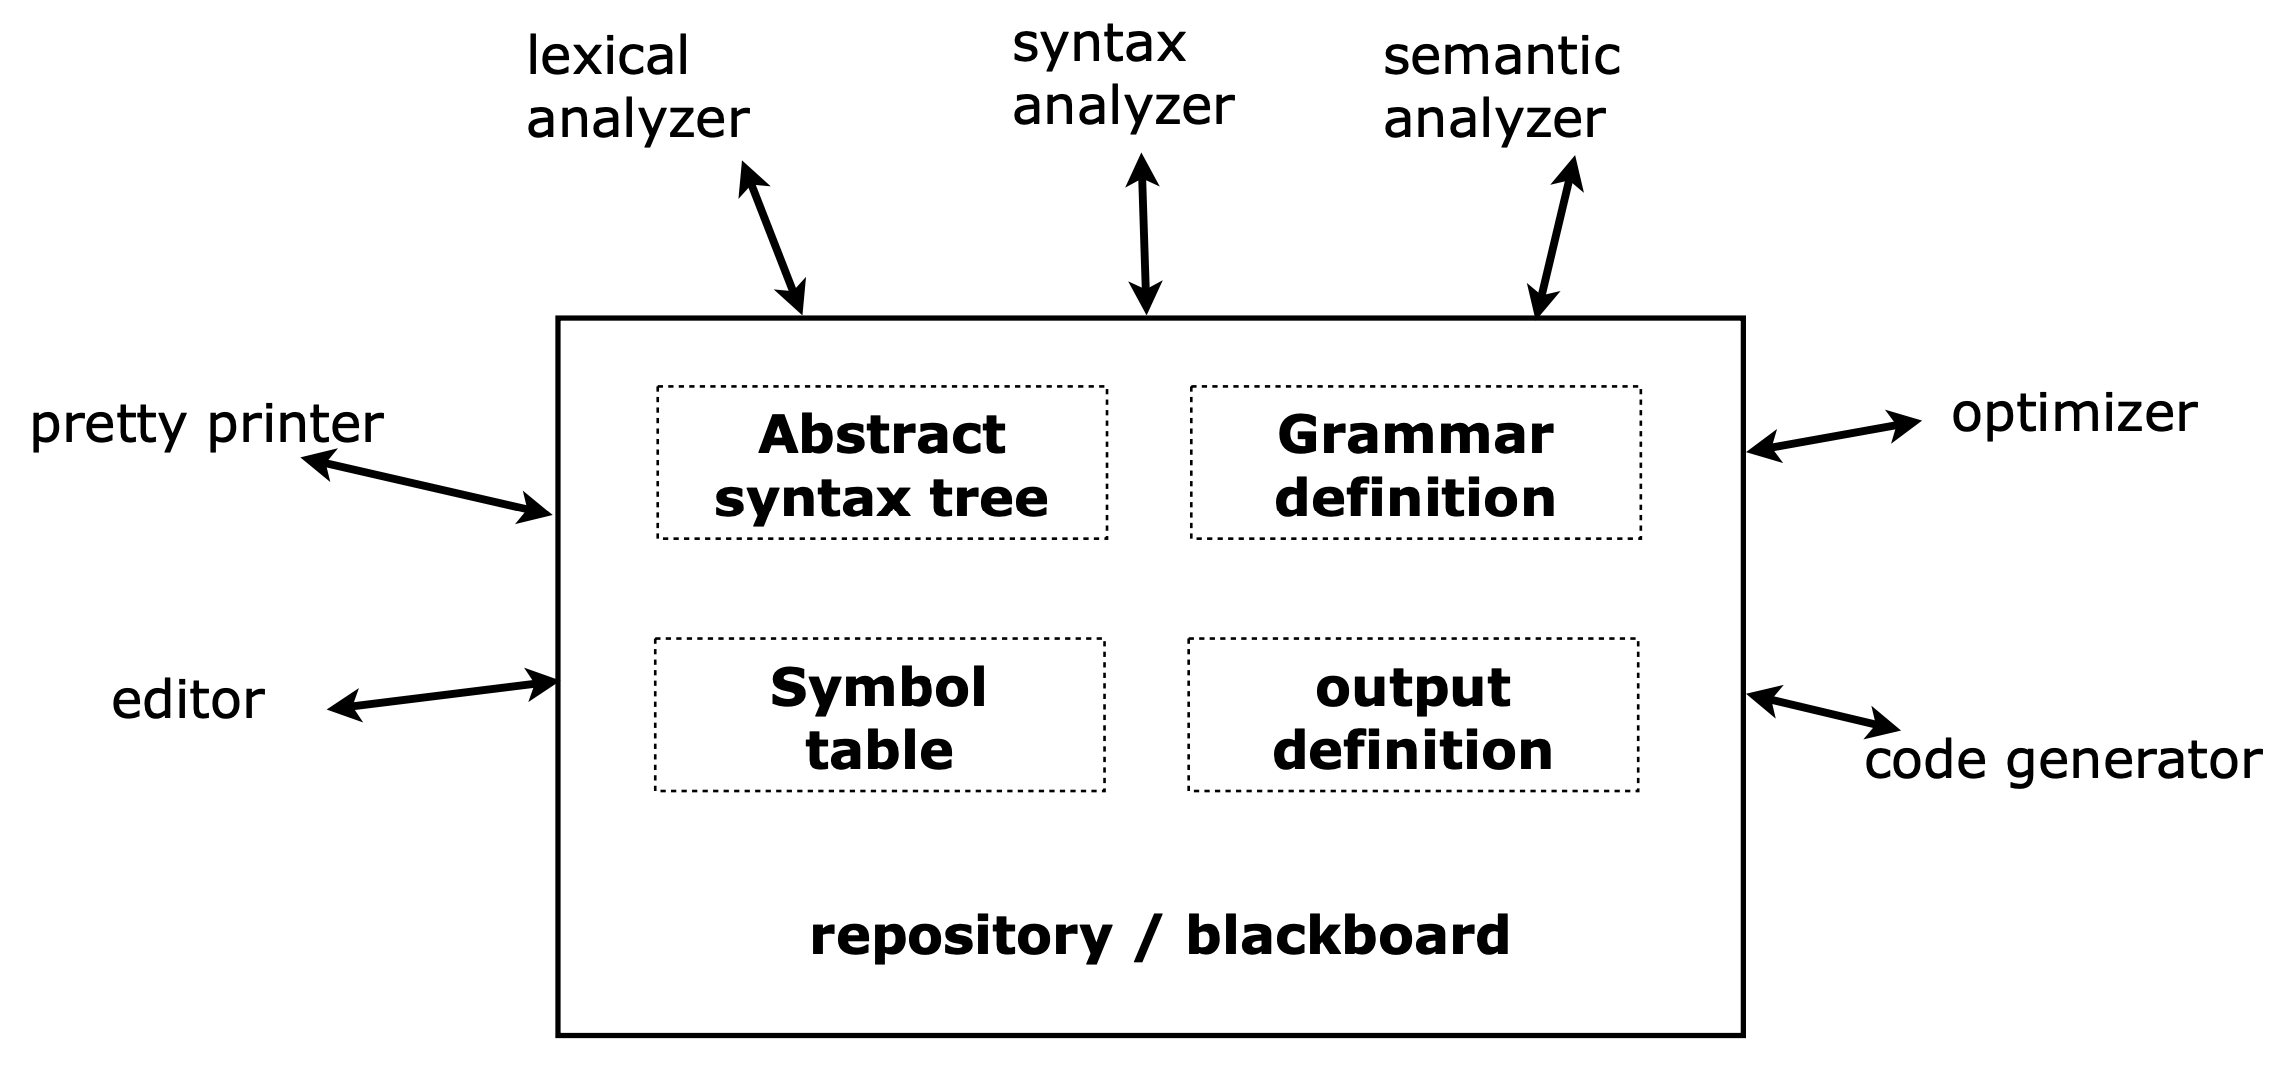 lexical
analyzer
syntax
analyzer
semantic
analyzer
pretty printer
optimizer
Abstract
syntax tree
Grammar
definition
editor
code generator
Symbol
table
output
definition
repository / blackboard